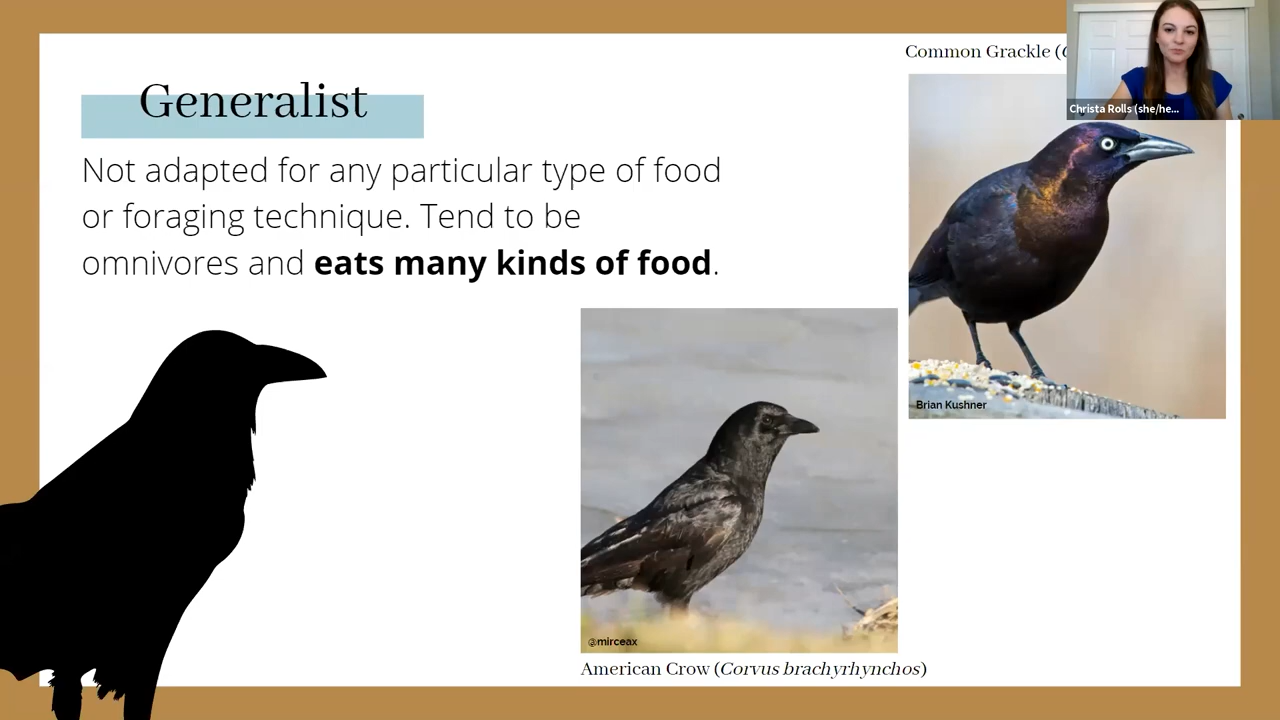 Generalist
Not adapted for any particular type of food
or foraging technique. Tend to be
omnivores and eats many kinds of food.
Common Grackle (
Christa Rolls (she/he...
Brian Kushner
@mirceax
American Crow (Corvus brachyrhynchos)